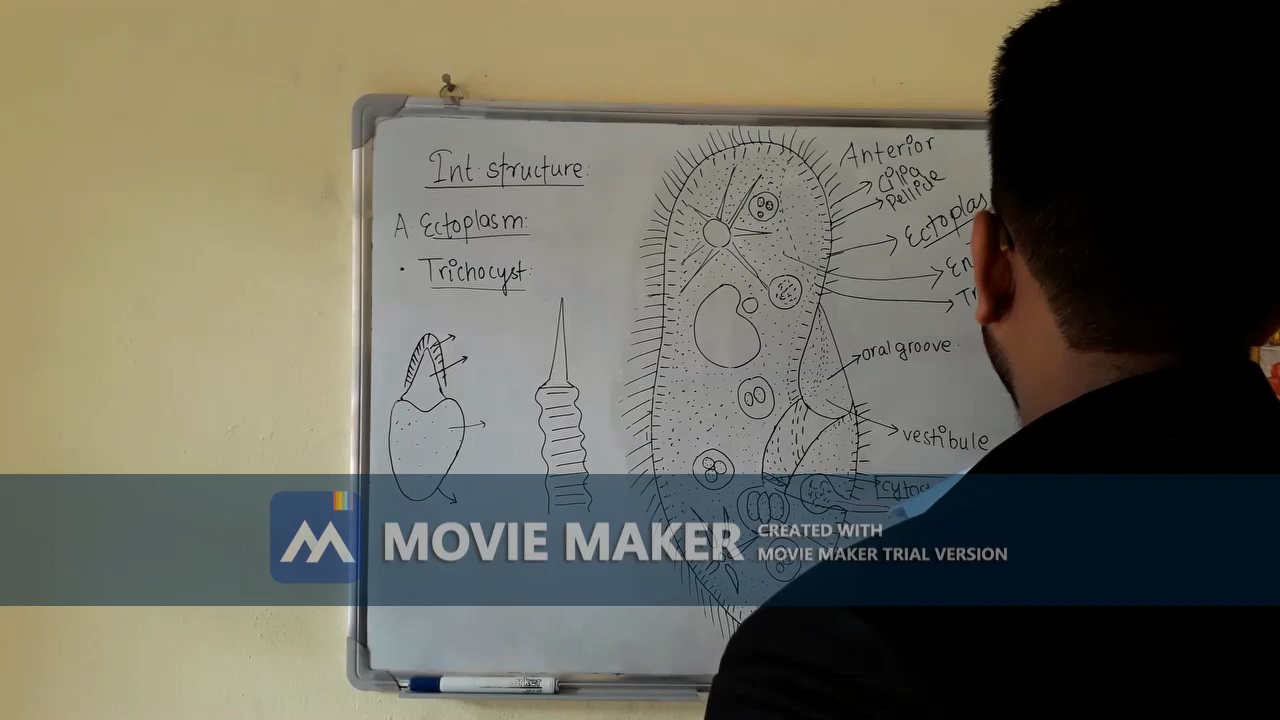 Int. structure:
A. Ectoplasm:
• Trichocyst:
Anterior
Cilia
Pellicle
Ectoplas
En
Tr
oral groove
vestibule
MOVIE MAKER
CREATED WITH
MOVIE MAKER TRIAL VERSION